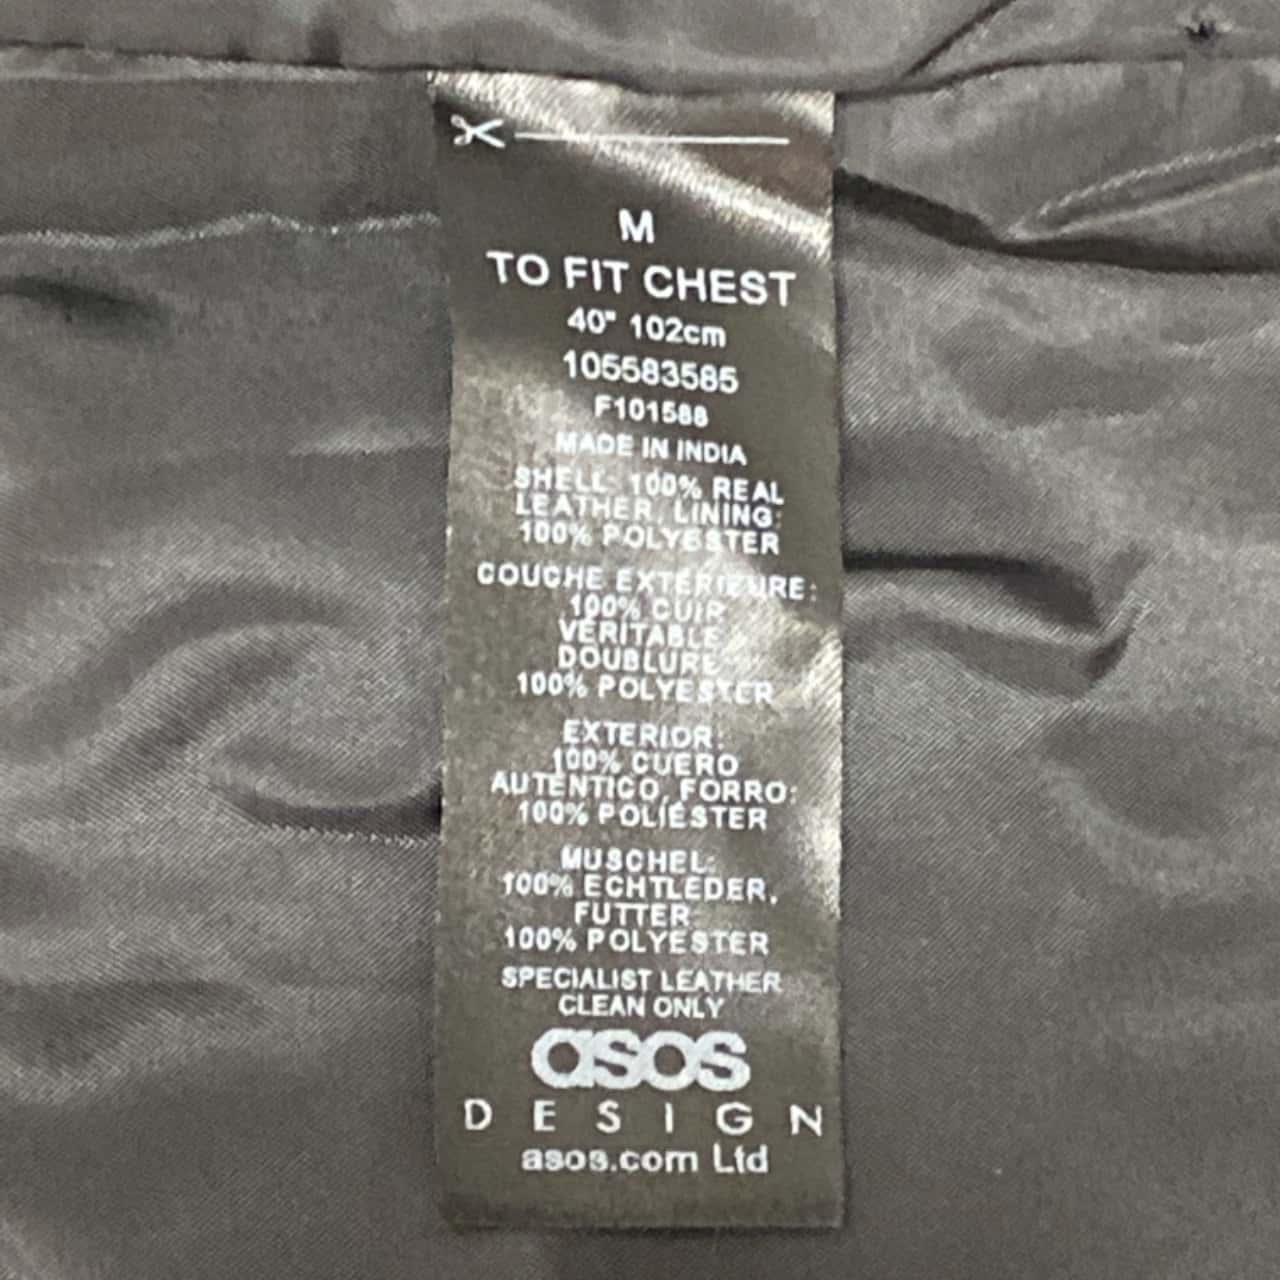 M
TO FIT CHEST
40" 102cm
105583585
F101588
MADE IN INDIA
SHELL: 100% REAL
LEATHER, LINING:
100% POLYESTER
COUCHE EXTÉRIEURE:
100% CUIR
VÉRITABLE
DOUBLURE
100% POLYESTER
EXTERIOR:
100% CUERO
AUTÉNTICO, FORRO:
100% POLIÉSTER
MUSCHEL:
100% ECHTLEDER,
FUTTER:
100% POLYESTER
SPECIALIST LEATHER
CLEAN ONLY
asos
DESIGN
asos.com Ltd